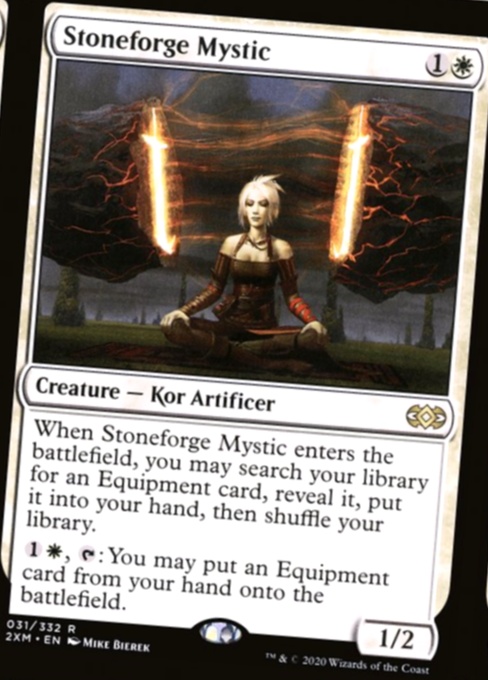 Stoneforge Mystic 1
Creature — Kor Artificer
When Stoneforge Mystic enters the
battlefield, you may search your library
for an Equipment card, reveal it, put
it into your hand, then shuffle your
library.
1 , : You may put an Equipment
card from your hand onto the
battlefield.
1/2
031/332 R
2XM • EN Mike Bierek
™ & © 2020 Wizards of the Coast